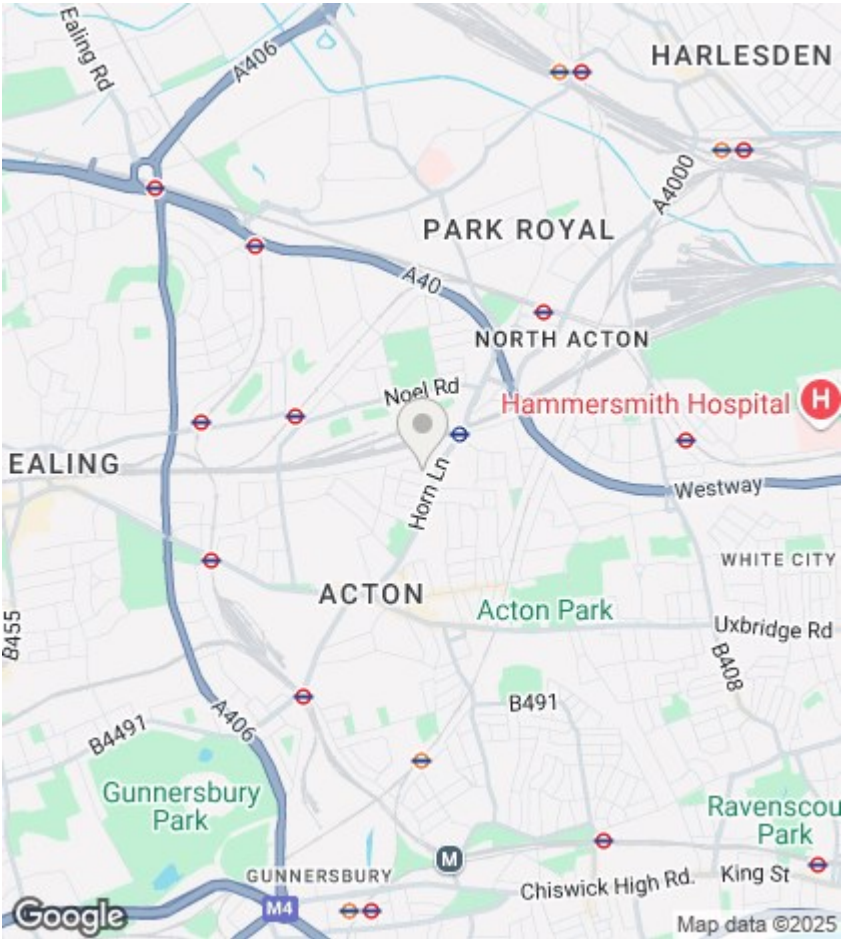 Ealing Rd
A406
HARLESDEN
A4000
PARK ROYAL
A40
NORTH ACTON
Noel Rd
Hammersmith Hospital
H
EALING
Horn Ln
Westway
WHITE CITY
ACTON
Acton Park
Uxbridge Rd
B455
B408
B491
A406
B4491
Gunnersbury
Park
Ravenscou
Park
M
GUNNERSBURY
King St
Chiswick High Rd.
M4
Google
Map data ©2025